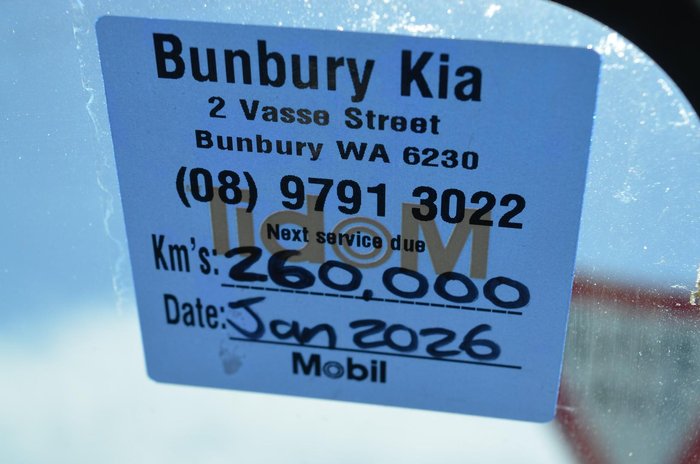 Bunbury Kia
2 Vasse Street
Bunbury WA 6230
(08) 9791 3022
Mobil
Next service due
Km's: 260,000
Date: Jan 2026
Mobil